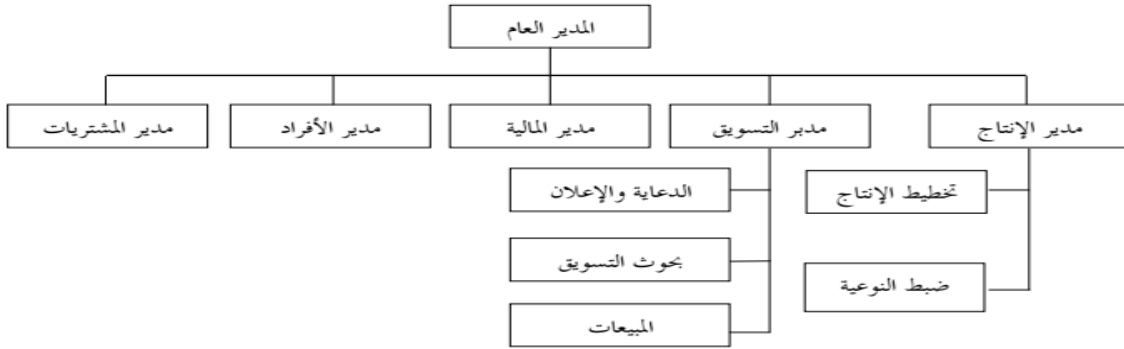 المدير العام
مدير الإنتاج
مدبر التسويق
مدير المالية
مدير الأفراد
مدير المشتريات
تخطيط الإنتاج
ضبط النوعية
الدعاية والإعلان
بحوث التسويق
المبيعات